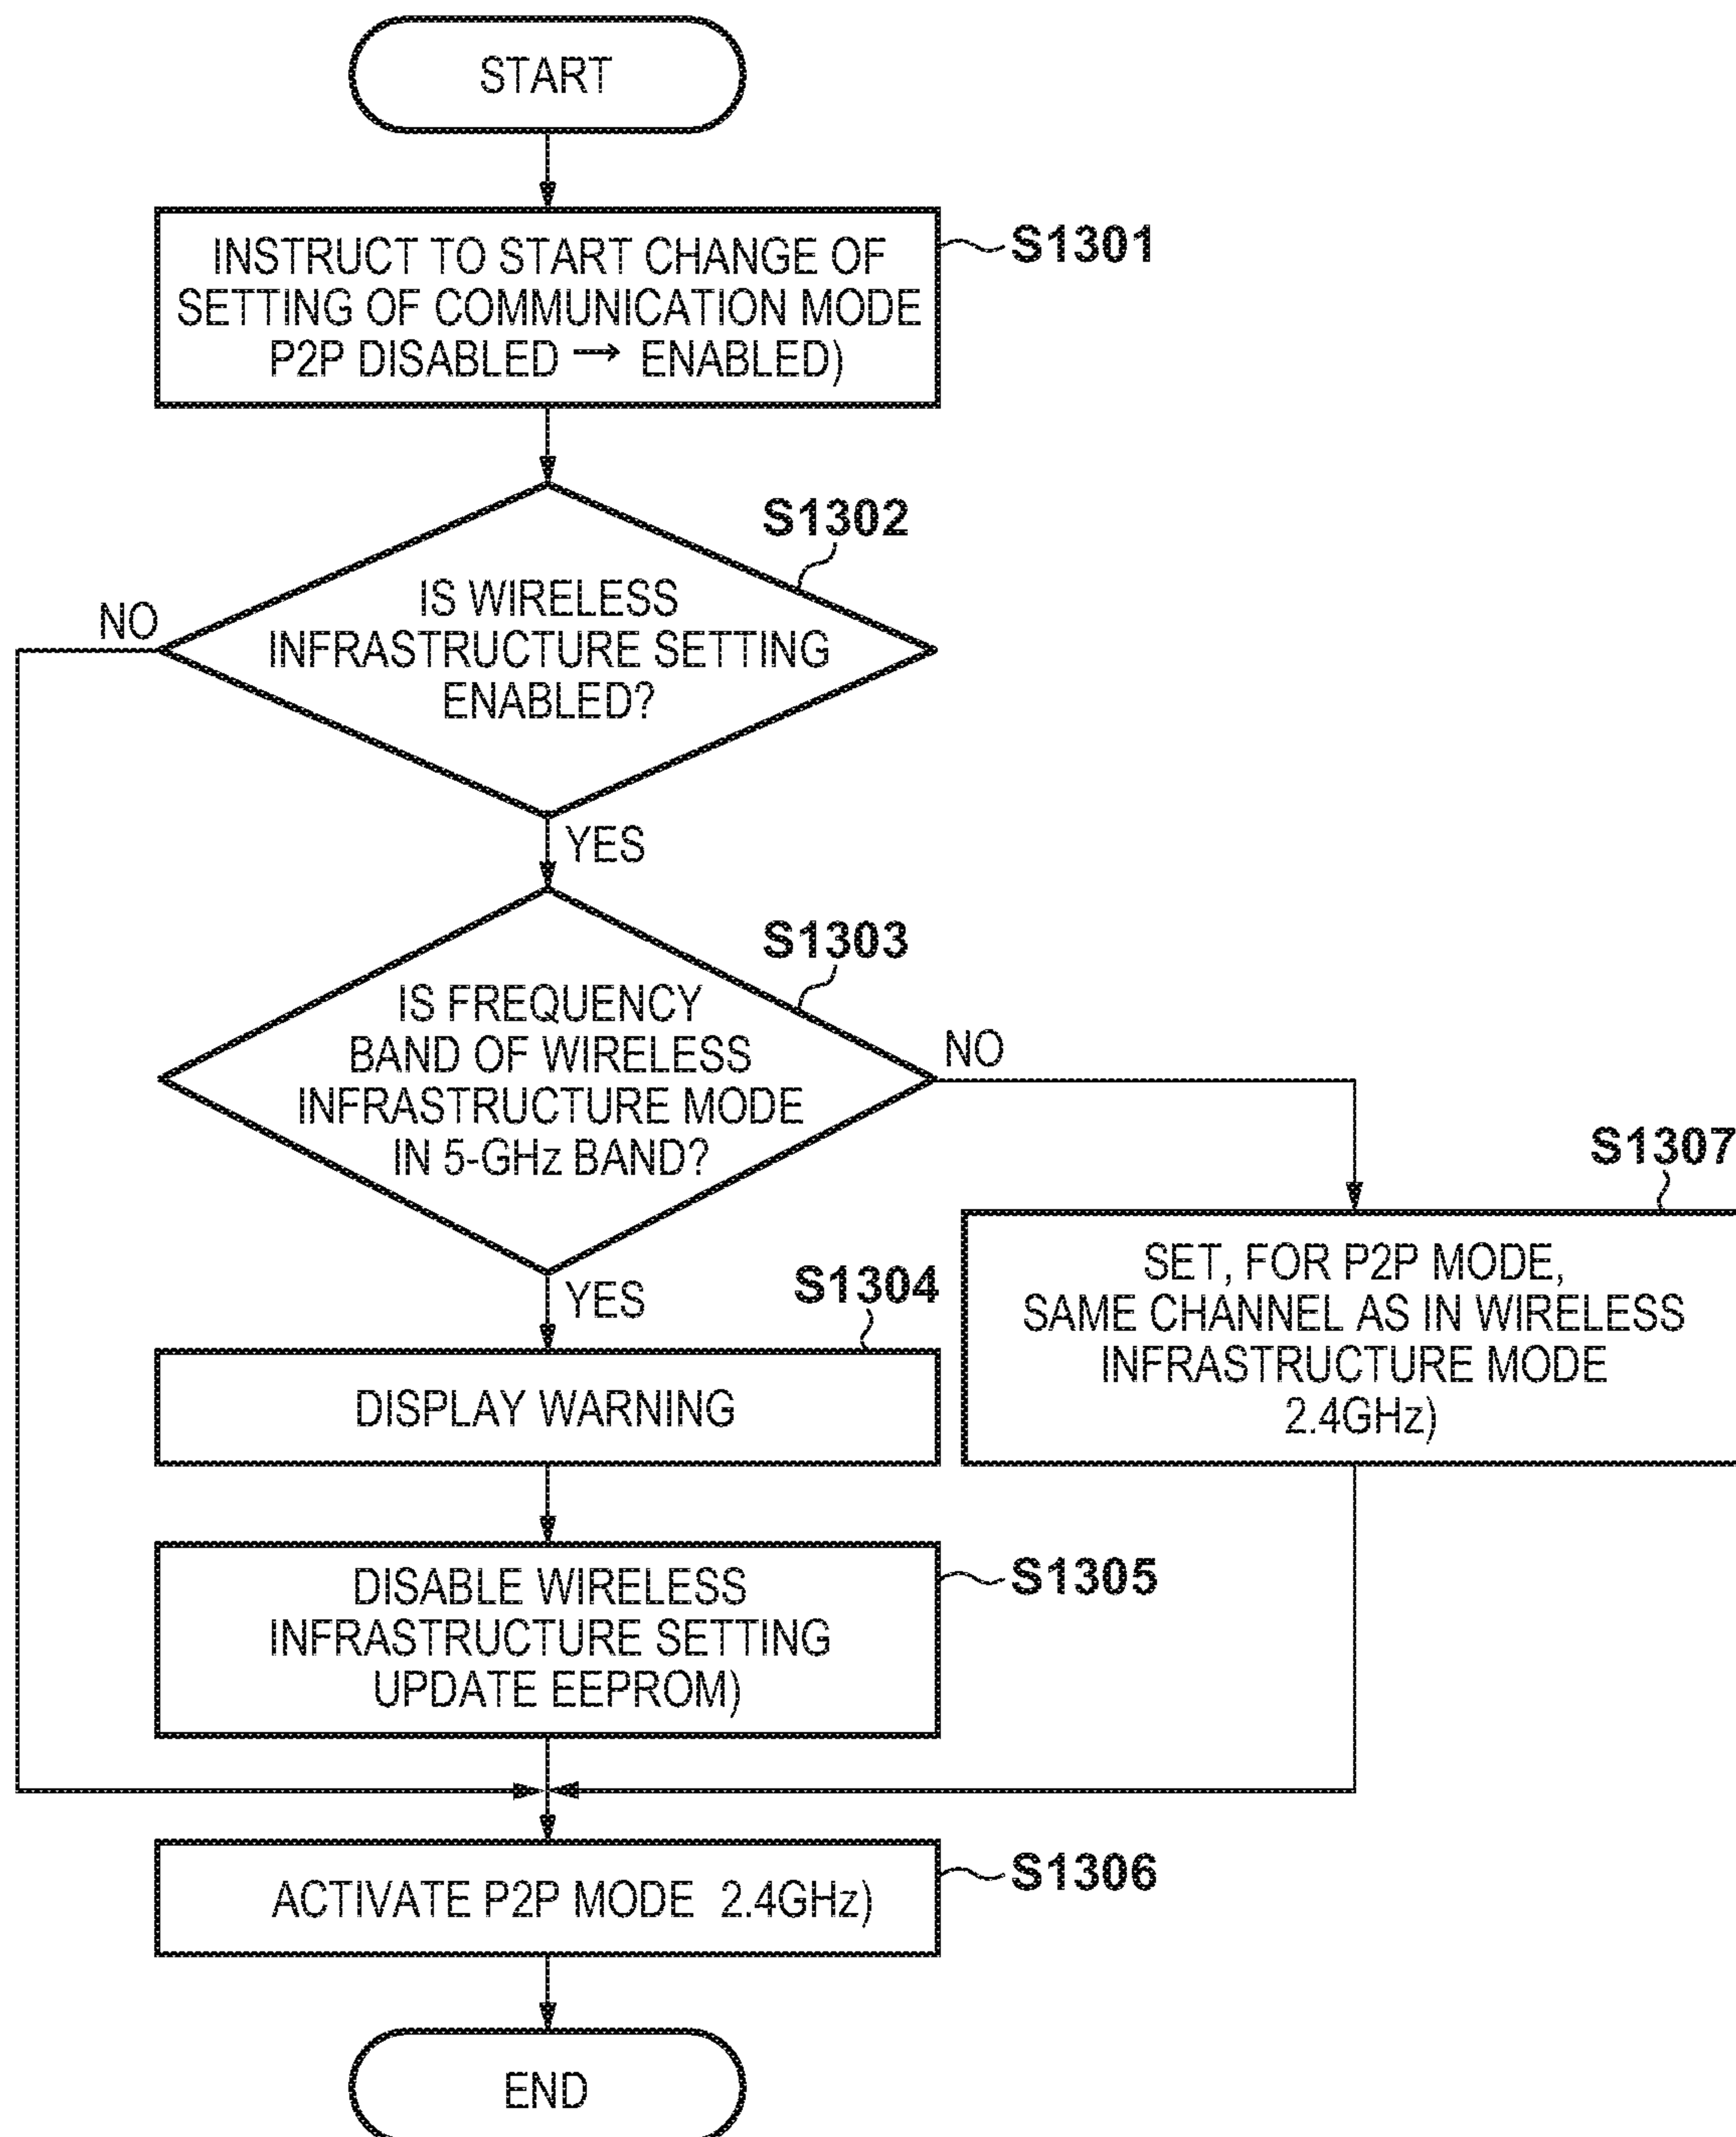 START
INSTRUCT TO START CHANGE OF
SETTING OF COMMUNICATION MODE
P2P DISABLED → ENABLED)
S1301
S1302
IS WIRELESS
INFRASTRUCTURE SETTING
ENABLED?
NO
YES
S1303
IS FREQUENCY
BAND OF WIRELESS
INFRASTRUCTURE MODE
IN 5-GHz BAND?
NO
YES
S1307
SET, FOR P2P MODE,
SAME CHANNEL AS IN WIRELESS
INFRASTRUCTURE MODE
2.4GHz)
S1304
DISPLAY WARNING
DISABLE WIRELESS
INFRASTRUCTURE SETTING
UPDATE EEPROM)
S1305
ACTIVATE P2P MODE 2.4GHz)
S1306
END